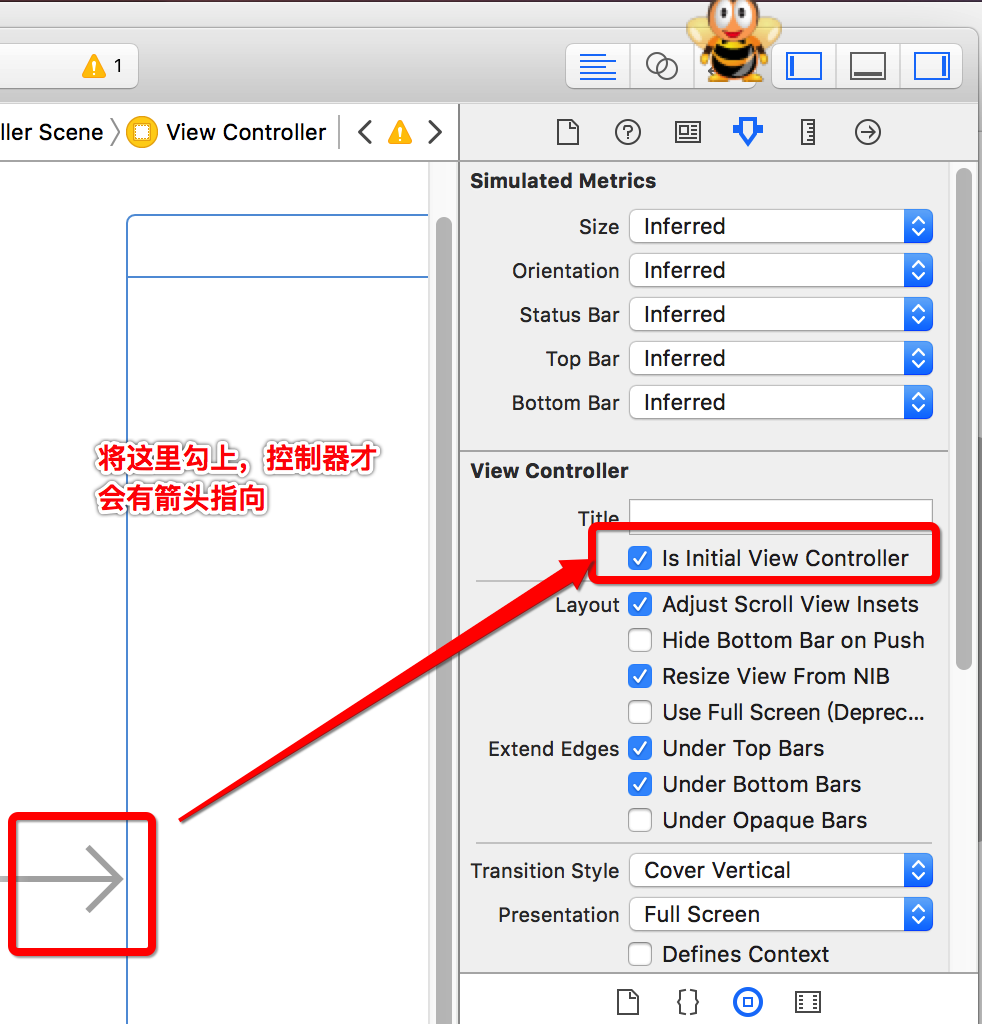 1
ller Scene
View Controller
Simulated Metrics
Size Inferred
Orientation Inferred
Status Bar Inferred
Top Bar Inferred
Bottom Bar Inferred
将这里勾上，控制器才
会有箭头指向
View Controller
Title
Is Initial View Controller
Layout Adjust Scroll View Insets
Hide Bottom Bar on Push
Resize View From NIB
Use Full Screen (Deprec...
Extend Edges Under Top Bars
Under Bottom Bars
Under Opaque Bars
Transition Style Cover Vertical
Presentation Full Screen
Defines Context